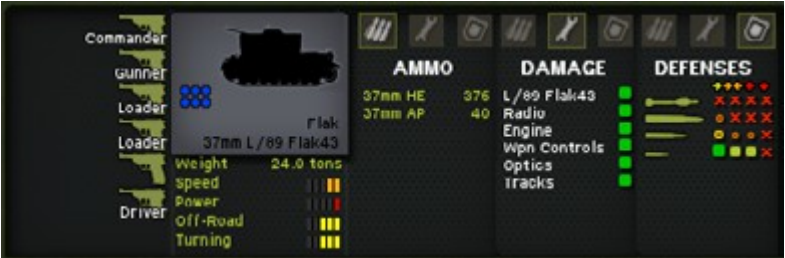 Commander
Gunner
Loader
Loader
Driver
Flak
37mm L/89 Flak43
Weight 24.0 tons
Speed
Power
Off-Road
Turning
AMMO
37mm HE 376
37mm AP 40
DAMAGE
L/89 Flak43
Radio
Engine
Wpn Controls
Optics
Tracks
DEFENSES